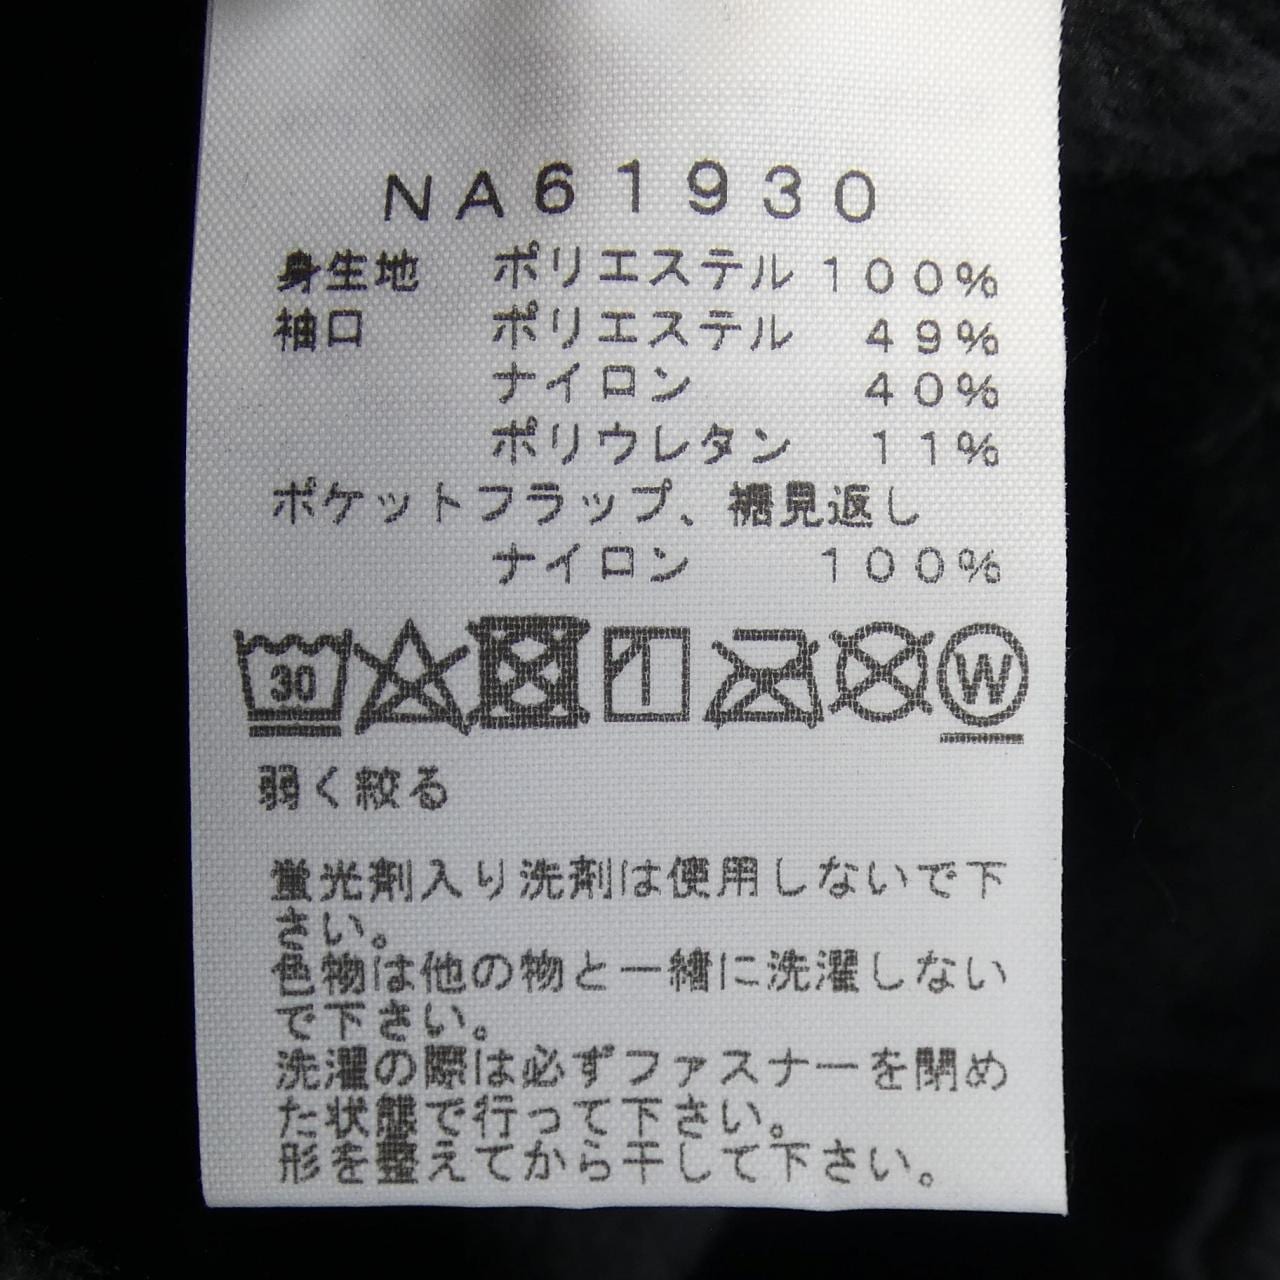 NA61930
身生地 ポリエステル 100%
袖口 ポリエステル 49%
ナイロン 40%
ポリウレタン 11%
ポケットフラップ、裾見返し
ナイロン 100%
30 W
弱く絞る
蛍光剤入り洗剤は使用しないで下
さい。
色物は他の物と一緒に洗濯しない
で下さい。
洗濯の際は必ずファスナーを閉め
た状態で行って下さい。
形を整えてから干して下さい。